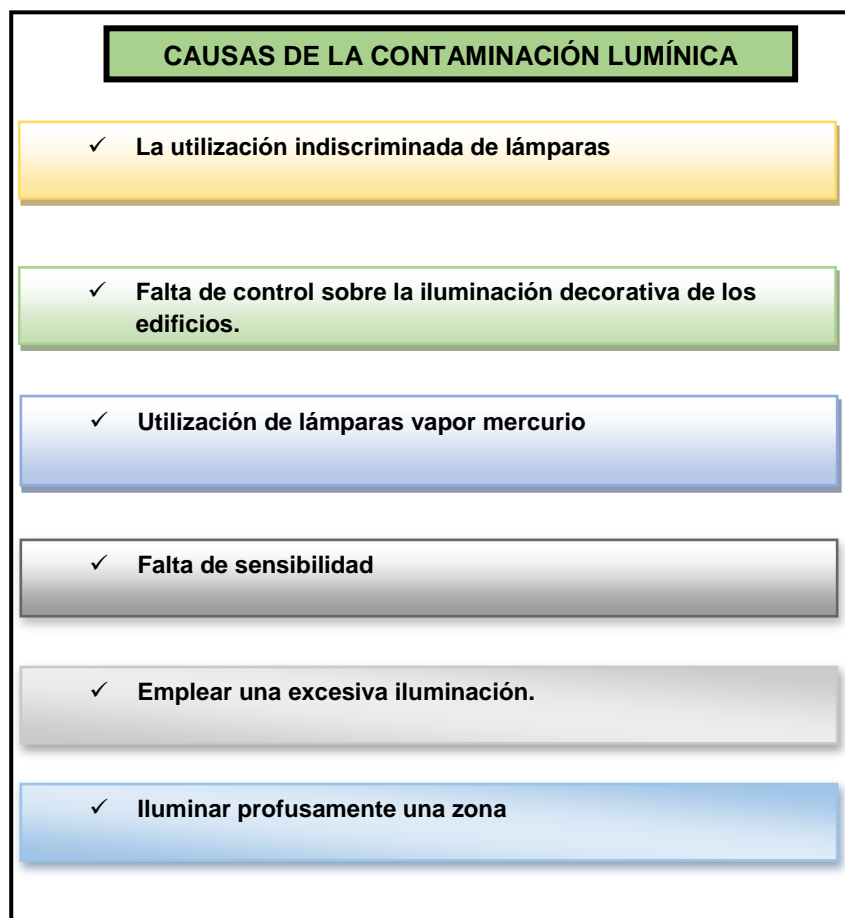 CAUSAS DE LA CONTAMINACIÓN LUMÍNICA
✓ La utilización indiscriminada de lámparas
✓ Falta de control sobre la iluminación decorativa de los
edificios.
✓ Utilización de lámparas vapor mercurio
✓ Falta de sensibilidad
✓ Emplear una excesiva iluminación.
✓ Iluminar profusamente una zona